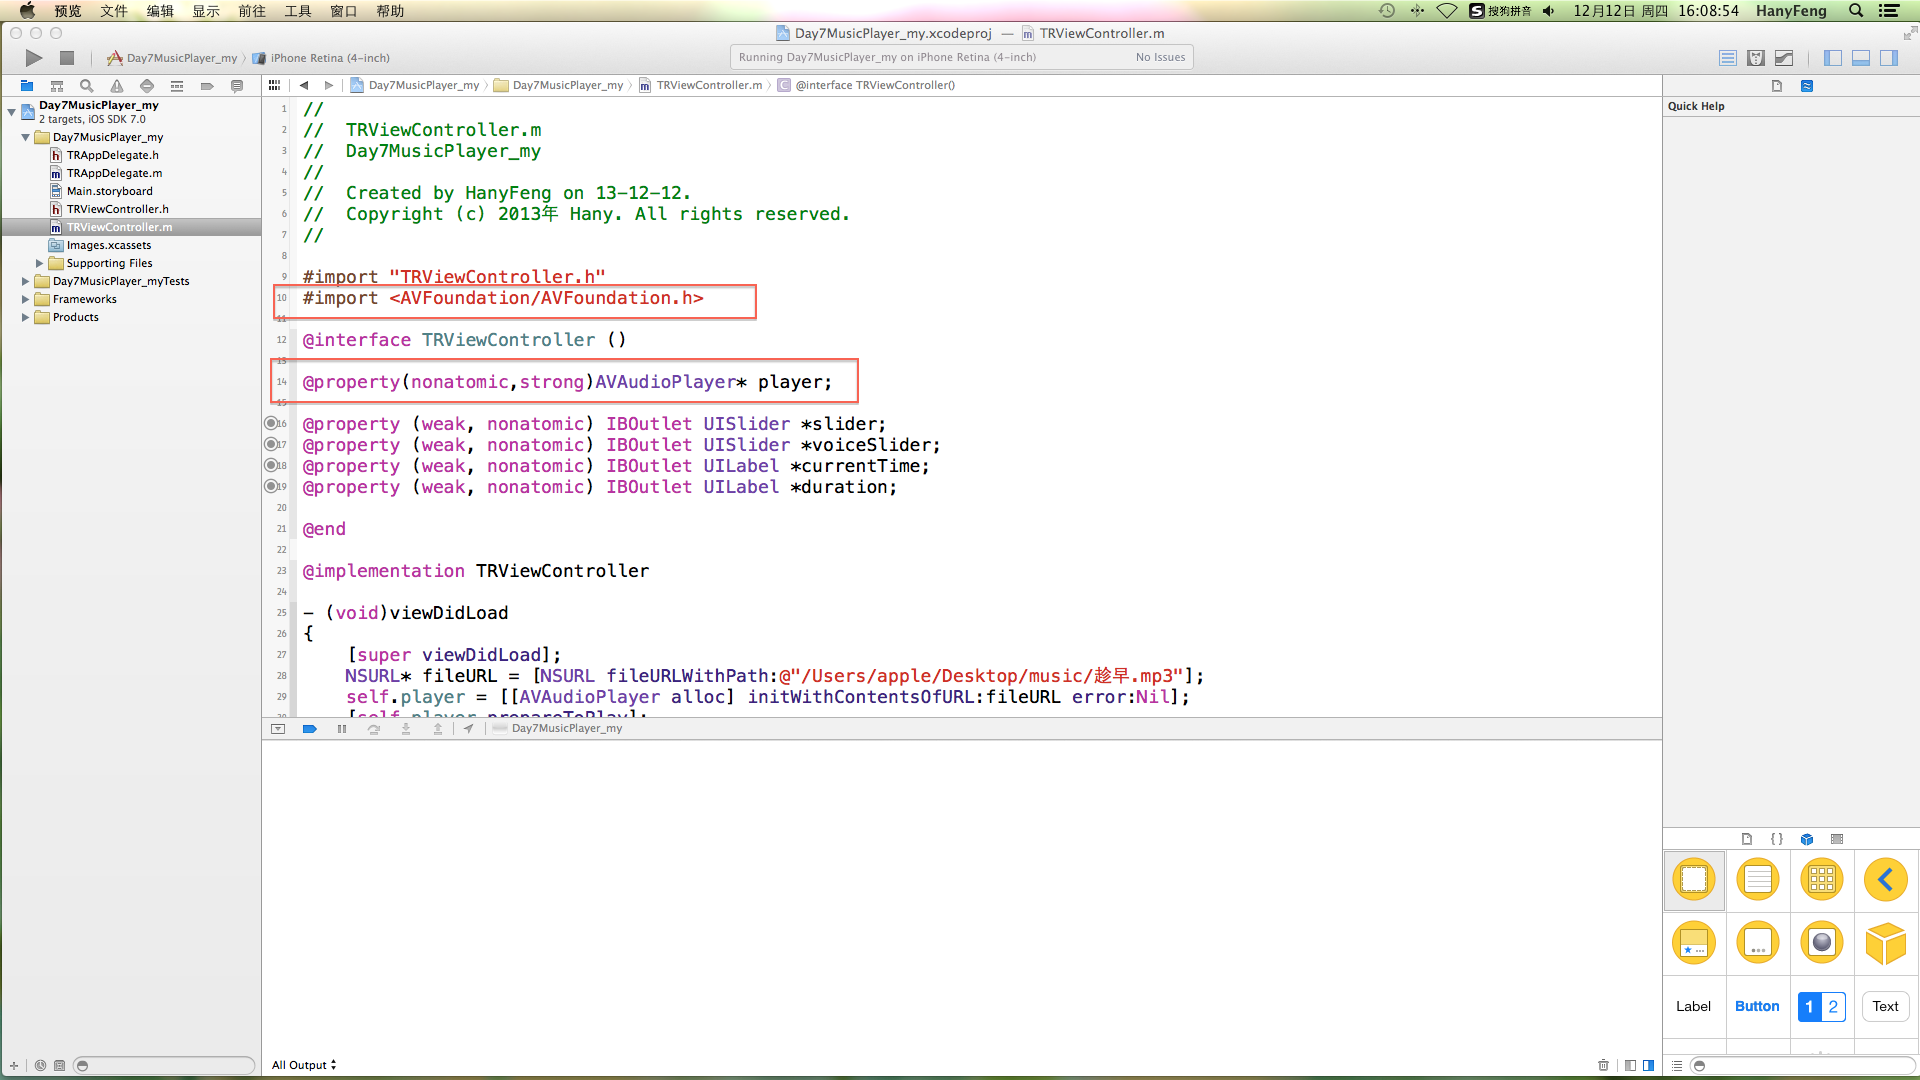 预览 文件 编辑 显示 前往 工具 窗口 帮助 S 搜狗拼音 12月12日 周四 16:08:54 HanyFeng
Day7MusicPlayer_my.xcodeproj — TRViewController.m
Day7MusicPlayer_my iPhone Retina (4-inch) Running Day7MusicPlayer_my on iPhone Retina (4-inch) No Issues
Day7MusicPlayer_my Day7MusicPlayer_my TRViewController.m @interface TRViewController()
Day7MusicPlayer_my
2 targets, iOS SDK 7.0
Day7MusicPlayer_my
TRAppDelegate.h
TRAppDelegate.m
Main.storyboard
TRViewController.h
TRViewController.m
Images.xcassets
Supporting Files
Day7MusicPlayer_myTests
Frameworks
Products
1 //
2 //  TRViewController.m
3 //  Day7MusicPlayer_my
4 //
5 //  Created by HanyFeng on 13-12-12.
6 //  Copyright (c) 2013年 Hany. All rights reserved.
7 //
8
9 #import "TRViewController.h"
10 #import <AVFoundation/AVFoundation.h>
11
12 @interface TRViewController ()
13
14 @property(nonatomic,strong)AVAudioPlayer* player;
15
16 @property (weak, nonatomic) IBOutlet UISlider *slider;
17 @property (weak, nonatomic) IBOutlet UISlider *voiceSlider;
18 @property (weak, nonatomic) IBOutlet UILabel *currentTime;
19 @property (weak, nonatomic) IBOutlet UILabel *duration;
20
21 @end
22
23 @implementation TRViewController
24
25 - (void)viewDidLoad
26 {
27     [super viewDidLoad];
28     NSURL* fileURL = [NSURL fileURLWithPath:@"/Users/apple/Desktop/music/趁早.mp3"];
29     self.player = [[AVAudioPlayer alloc] initWithContentsOfURL:fileURL error:Nil];
30     [self.player prepareToPlay];
Day7MusicPlayer_my
All Output
Quick Help
{ }
Label Button 1 2 Text